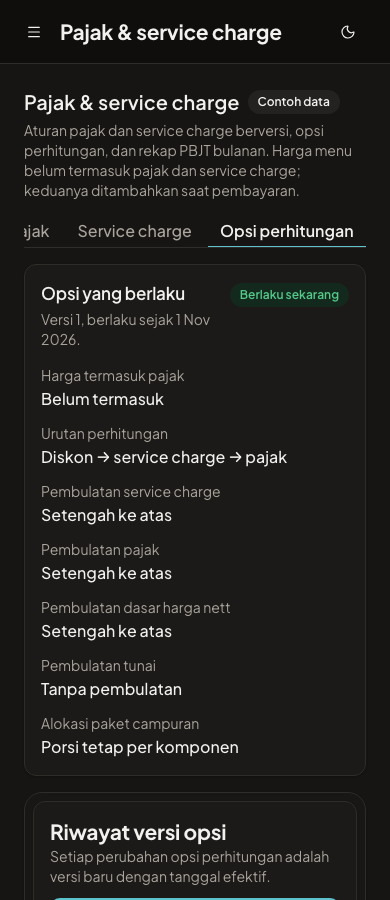 Pajak & service charge
Pajak & service charge
Contoh data
Aturan pajak dan service charge berversi, opsi
perhitungan, dan rekap PBJT bulanan. Harga menu
belum termasuk pajak dan service charge;
keduanya ditambahkan saat pembayaran.
ajak
Service charge
Opsi perhitungan
Opsi yang berlaku
Berlaku sekarang
Versi 1, berlaku sejak 1 Nov
2026.
Harga termasuk pajak
Belum termasuk
Urutan perhitungan
Diskon → service charge → pajak
Pembulatan service charge
Setengah ke atas
Pembulatan pajak
Setengah ke atas
Pembulatan dasar harga nett
Setengah ke atas
Pembulatan tunai
Tanpa pembulatan
Alokasi paket campuran
Porsi tetap per komponen
Riwayat versi opsi
Setiap perubahan opsi perhitungan adalah
versi baru dengan tanggal efektif.